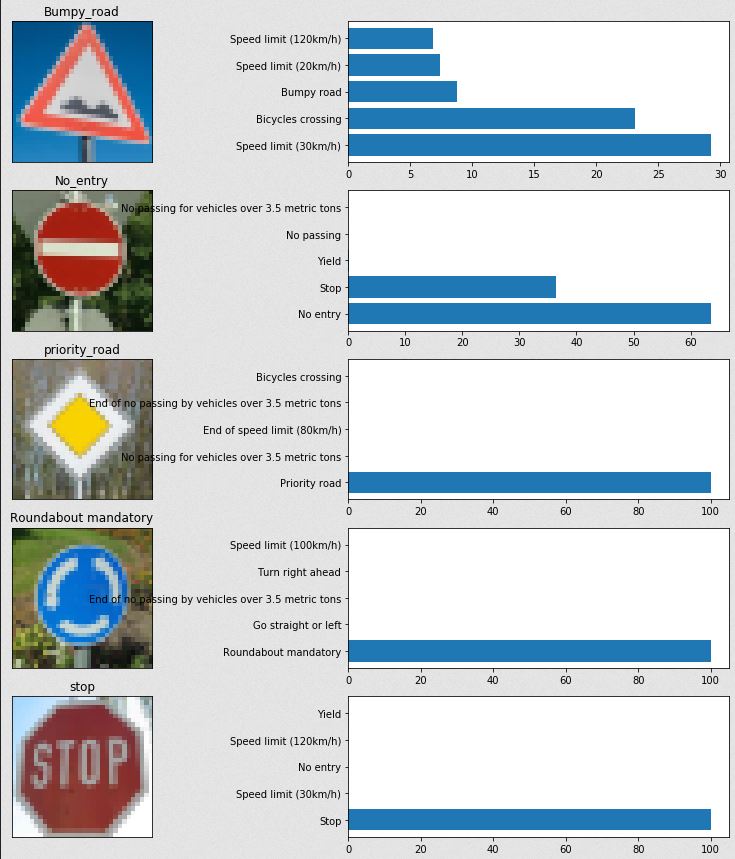 Bumpy_road
Speed limit (120km/h)
Speed limit (20km/h)
Bumpy road
Bicycles crossing
Speed limit (30km/h)
0 5 10 15 20 25 30
No_entry
No passing for vehicles over 3.5 metric tons
No passing
Yield
Stop
No entry
0 10 20 30 40 50 60
priority_road
Bicycles crossing
End of no passing by vehicles over 3.5 metric tons
End of speed limit (80km/h)
No passing for vehicles over 3.5 metric tons
Priority road
0 20 40 60 80 100
Roundabout mandatory
Speed limit (100km/h)
Turn right ahead
End of no passing by vehicles over 3.5 metric tons
Go straight or left
Roundabout mandatory
0 20 40 60 80 100
stop
STOP
Yield
Speed limit (120km/h)
No entry
Speed limit (30km/h)
Stop
0 20 40 60 80 100